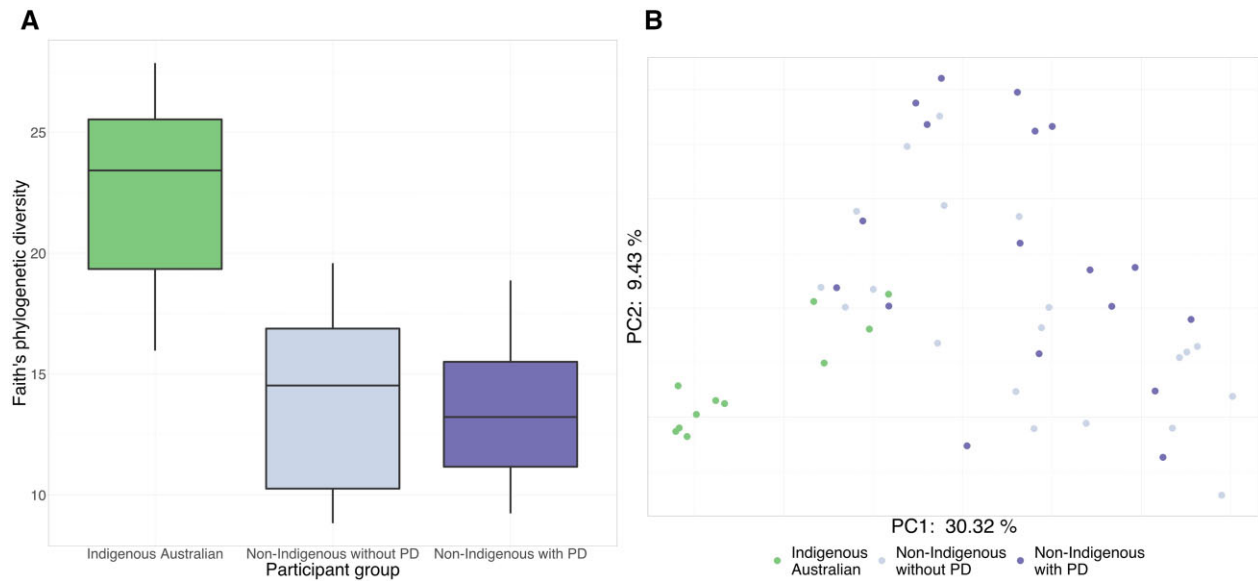 A
Faith's phylogenetic diversity
25
20
15
10
Indigenous Australian
Non-Indigenous without PD
Non-Indigenous with PD
Participant group
B
PC2: 9.43 %
PC1: 30.32 %
Indigenous
Australian
Non-Indigenous
without PD
Non-Indigenous
with PD